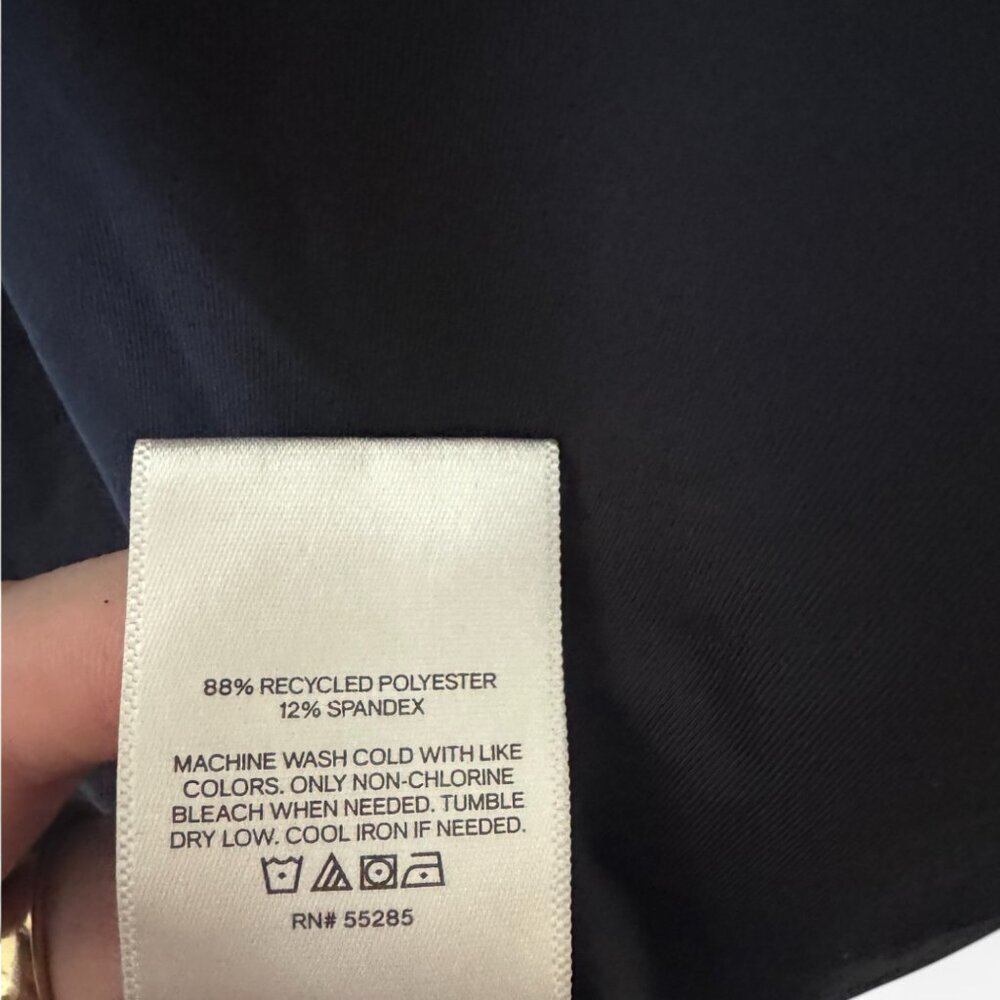 88% RECYCLED POLYESTER
12% SPANDEX
MACHINE WASH COLD WITH LIKE
COLORS. ONLY NON-CHLORINE
BLEACH WHEN NEEDED. TUMBLE
DRY LOW. COOL IRON IF NEEDED.
RN# 55285